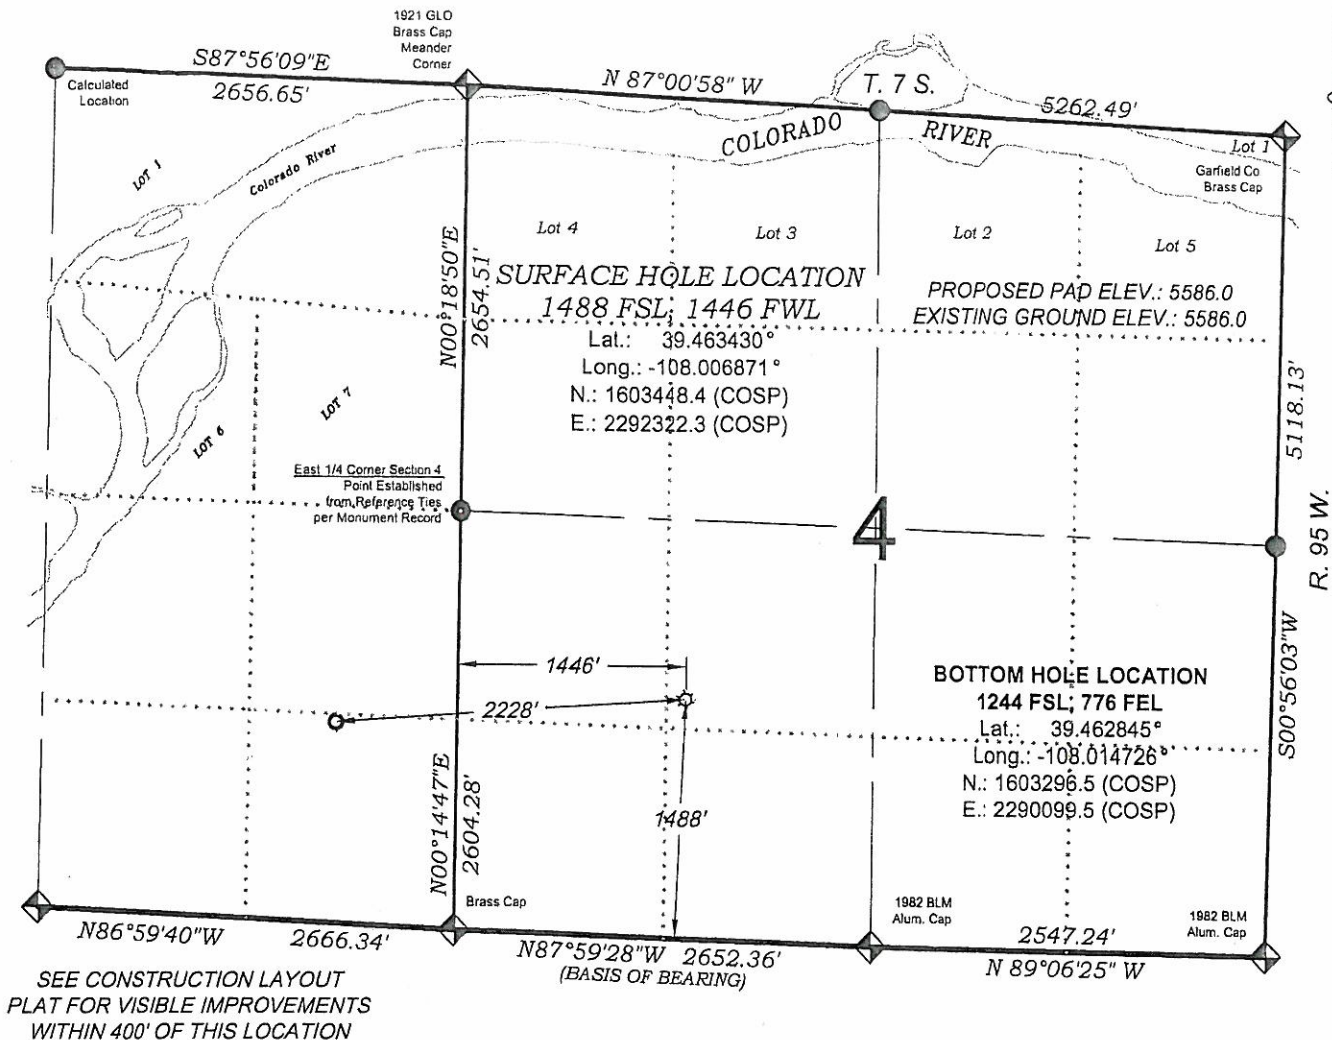 1921 GLO
Brass Cap
Meander
Corner
S87°56'09"E
2656.65'
Calculated
Location
N 87°00'58" W
T. 7 S.
5262.49'
COLORADO
RIVER
Lot 1
Garfield Co
Brass Cap
LOT 1
Colorado River
Lot 4
Lot 3
Lot 2
Lot 5
N00°18'50"E
2654.51'
SURFACE HOLE LOCATION
1488 FSL; 1446 FWL
Lat.: 39.463430°
Long.: -108.006871°
N.: 1603448.4 (COSP)
E.: 2292322.3 (COSP)
PROPOSED PAD ELEV.: 5586.0
EXISTING GROUND ELEV.: 5586.0
5118.13'
LOT 7
LOT 6
East 1/4 Corner Section 4
Point Established
from Reference Ties
per Monument Record
4
R. 95 W.
1446'
2228'
1488'
S00°56'03"W
BOTTOM HOLE LOCATION
1244 FSL; 776 FEL
Lat.: 39.462845°
Long.: -108.014726°
N.: 1603296.5 (COSP)
E.: 2290099.5 (COSP)
N00°14'47"E
2604.28'
Brass Cap
1982 BLM
Alum. Cap
1982 BLM
Alum. Cap
N86°59'40"W 2666.34'
N87°59'28"W 2652.36'
(BASIS OF BEARING)
2547.24'
N 89°06'25" W
SEE CONSTRUCTION LAYOUT
PLAT FOR VISIBLE IMPROVEMENTS
WITHIN 400' OF THIS LOCATION